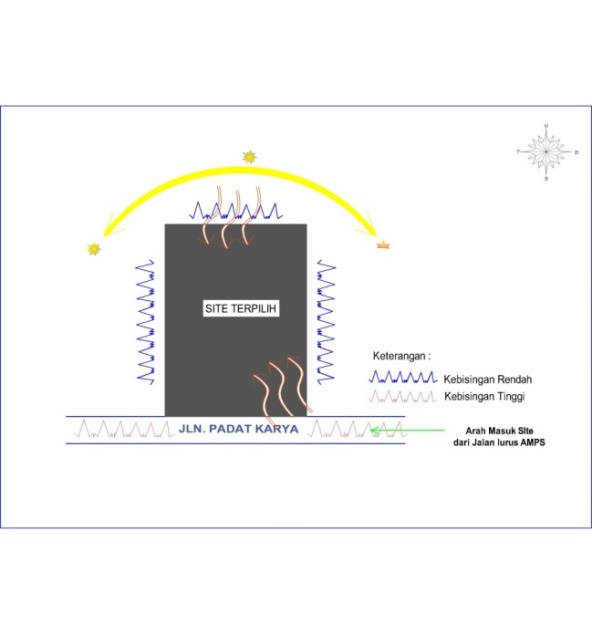 U
T B
S
SITE TERPILIH
Keterangan :
Kebisingan Rendah
Kebisingan Tinggi
JLN. PADAT KARYA
Arah Masuk SIte
dari Jalan lurus AMPS